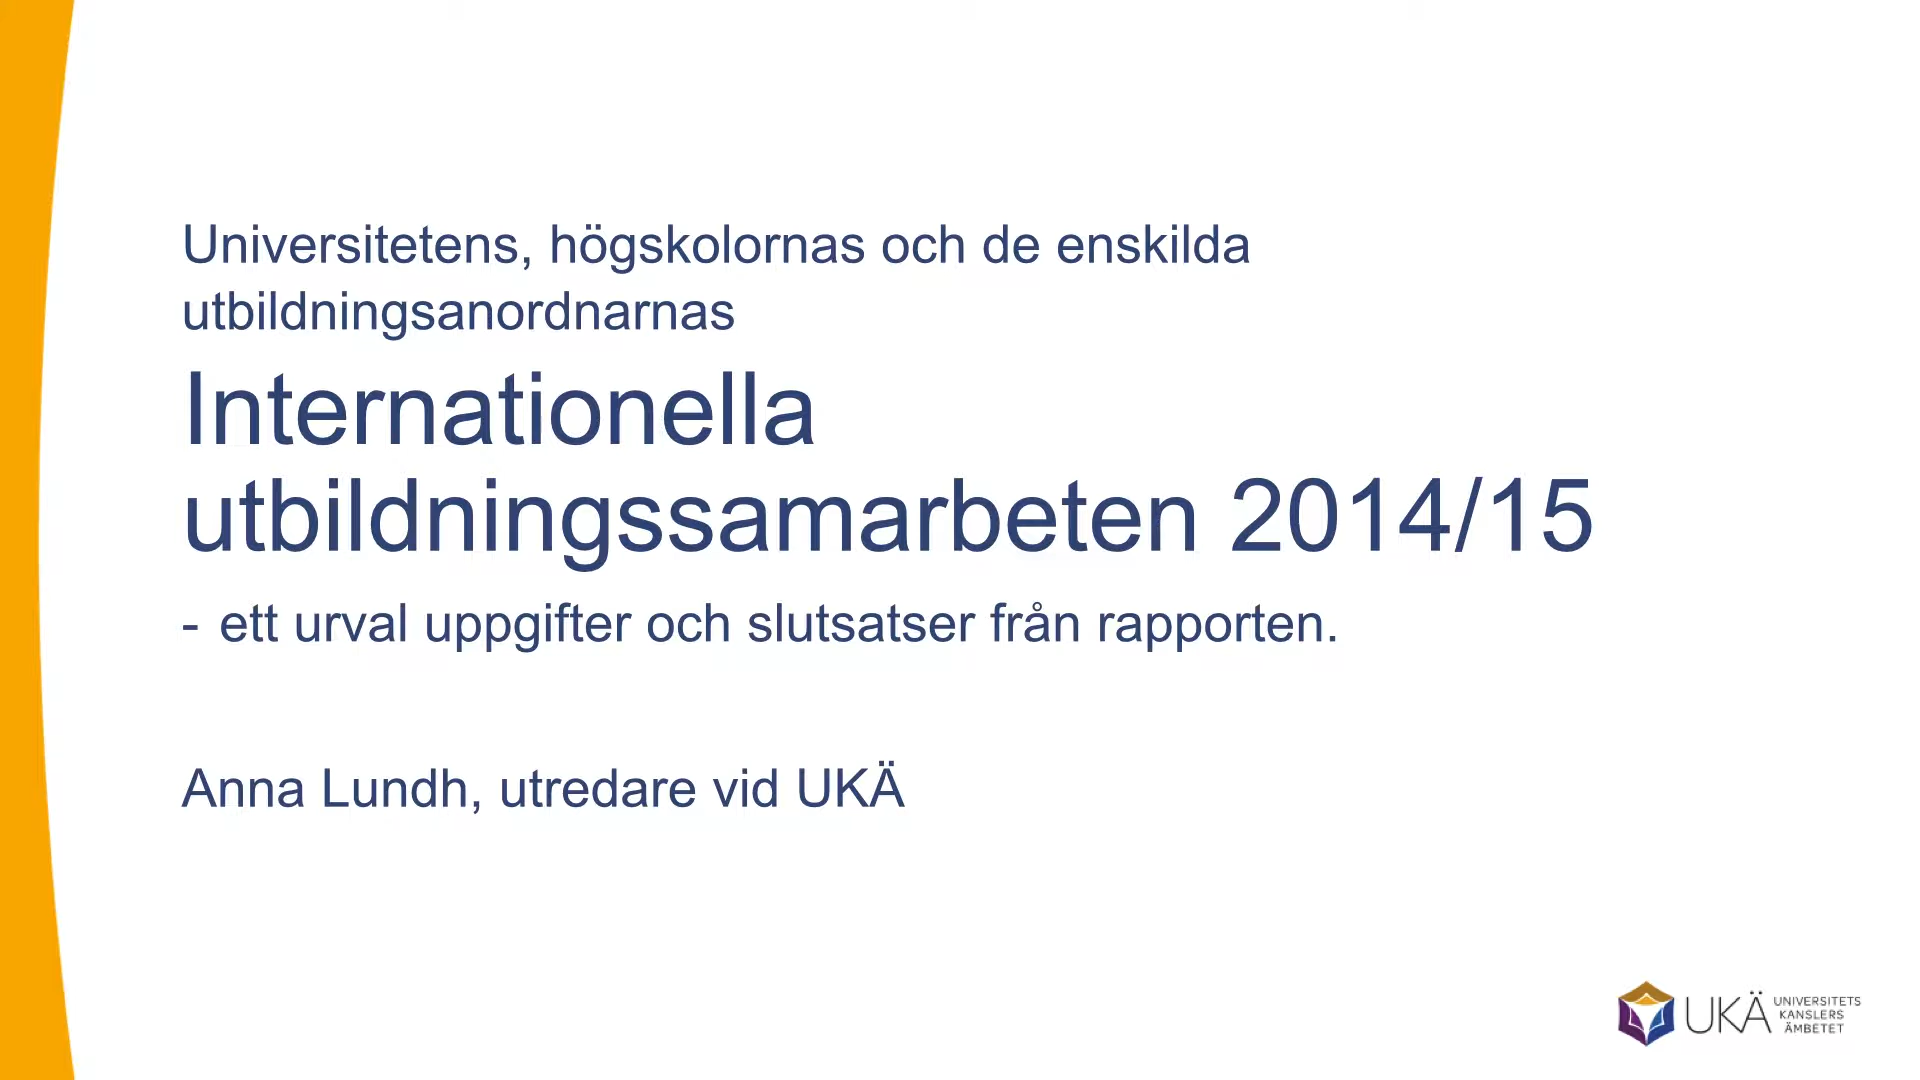 Universitetens, högskolornas och de enskilda
utbildningsanordnarnas
Internationella
utbildningssamarbeten 2014/15
- ett urval uppgifter och slutsatser från rapporten.
Anna Lundh, utredare vid UKÄ
UKÄ
UNIVERSITETS
KANSLERS
ÄMBETET